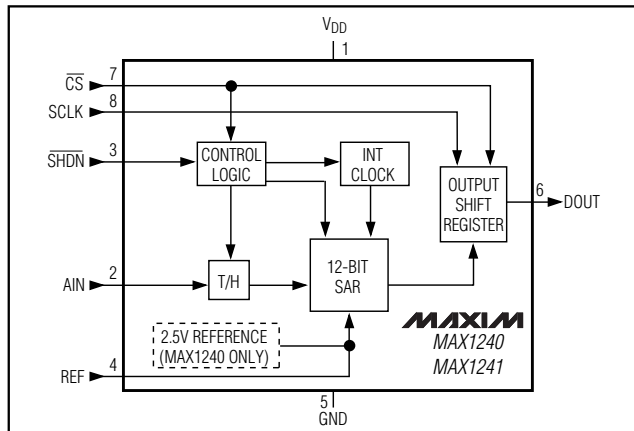 VDD
1
7
CS
8
SCLK
3
SHDN
CONTROL
LOGIC
INT
CLOCK
OUTPUT
SHIFT
REGISTER
6
DOUT
2
AIN
T/H
12-BIT
SAR
2.5V REFERENCE
(MAX1240 ONLY)
MAXIM
MAX1240
MAX1241
4
REF
5
GND